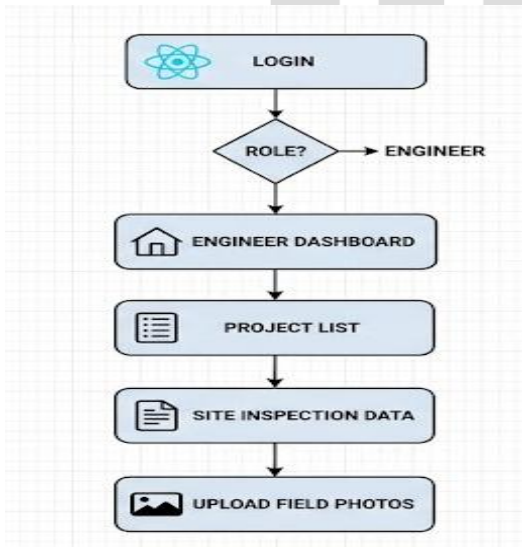 LOGIN
ROLE?
ENGINEER
ENGINEER DASHBOARD
PROJECT LIST
SITE INSPECTION DATA
UPLOAD FIELD PHOTOS